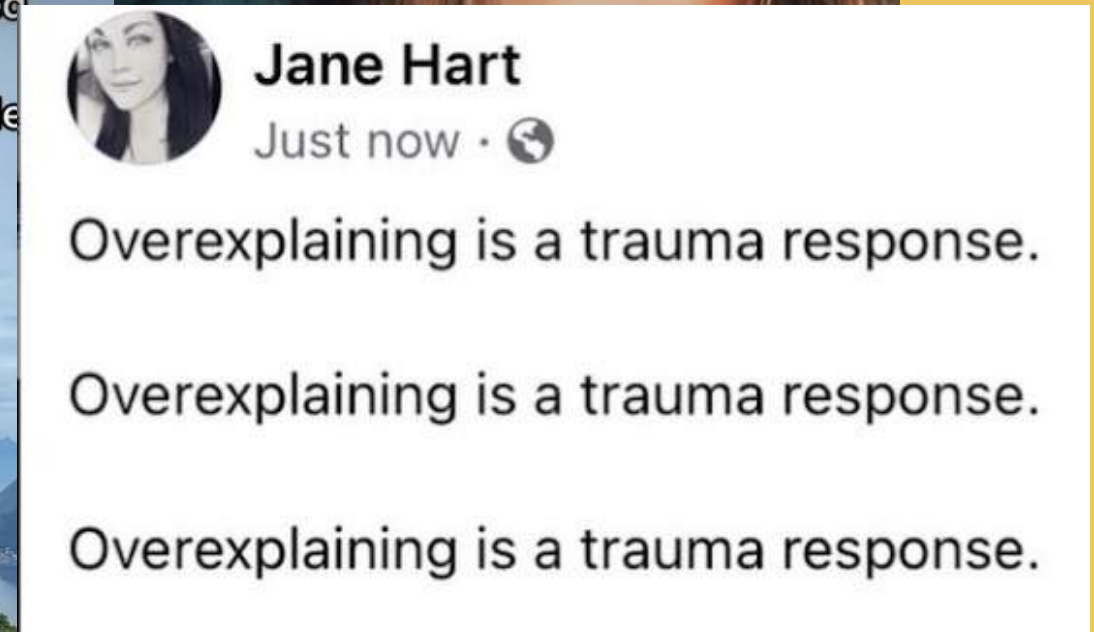 Jane Hart
Just now ·
Overexplaining is a trauma response.
Overexplaining is a trauma response.
Overexplaining is a trauma response.